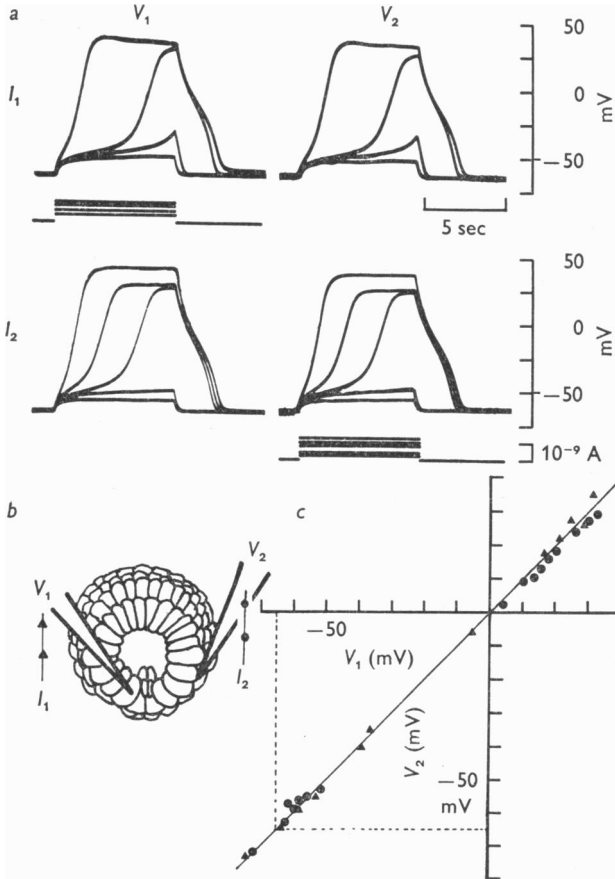 a V₁ V₂
50
I₁ 0 mV
−50
5 sec
50
I₂ 0 mV
−50
10⁻⁹ A
b c
V₂
V₁
−50
V₁ (mV)
I₁ I₂
V₂ (mV)
−50
mV